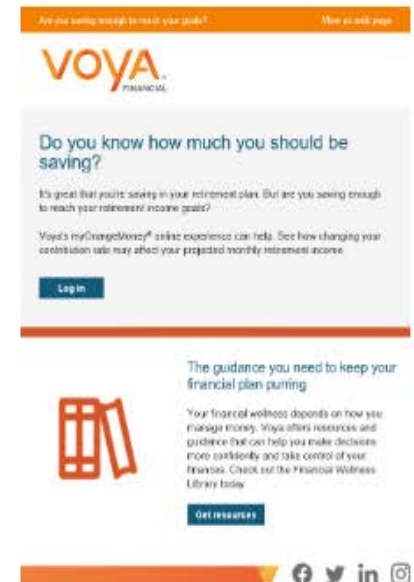 Are you saving enough to reach your goals? View as web page
VOYA
FINANCIAL
Do you know how much you should be
saving?
It's great that you're saving in your retirement plan. But are you saving enough
to reach your retirement income goals?
Voya's myOrangeMoney® online experience can help. See how changing your
contribution rate may affect your projected monthly retirement income
Log in
The guidance you need to keep your
financial plan purring
Your financial wellness depends on how you
manage money. Voya offers resources and
guidance that can help you make decisions
more confidently and take control of your
finances. Check out the Financial Wellness
Library today.
Get resources